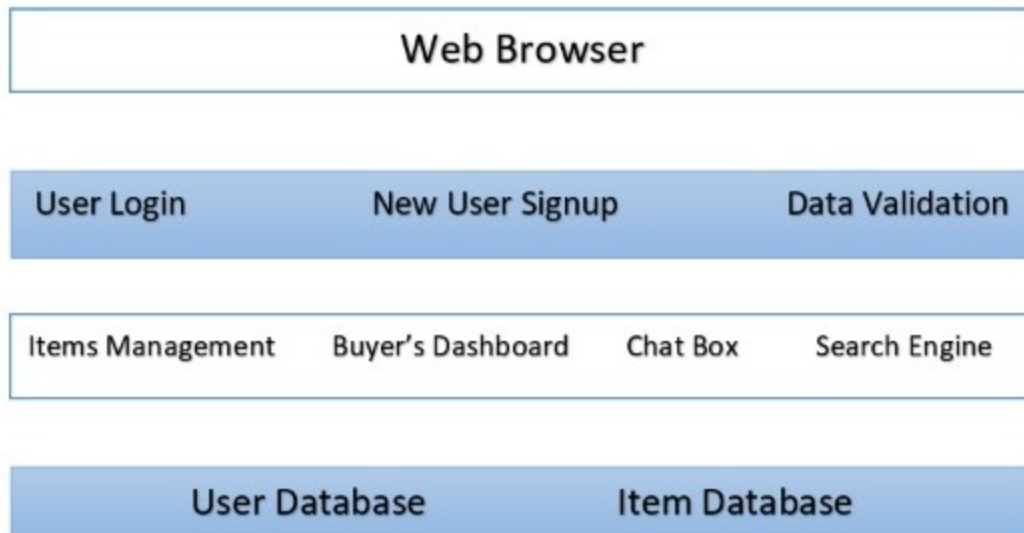 Web Browser
User Login New User Signup Data Validation
Items Management Buyer’s Dashboard Chat Box Search Engine
User Database Item Database